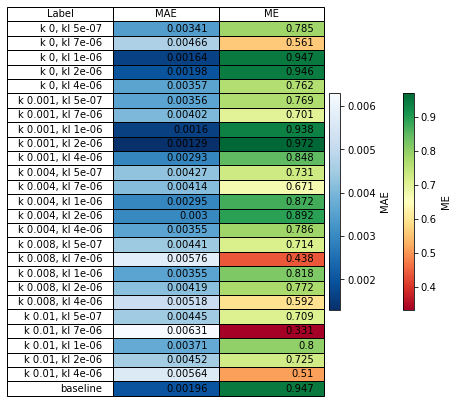 Label MAE ME
k 0, kl 5e-07 0.00341 0.785
k 0, kl 7e-06 0.00466 0.561
k 0, kl 1e-06 0.00164 0.947
k 0, kl 2e-06 0.00198 0.946
k 0, kl 4e-06 0.00357 0.762
k 0.001, kl 5e-07 0.00356 0.769
k 0.001, kl 7e-06 0.00402 0.701
k 0.001, kl 1e-06 0.0016 0.938
k 0.001, kl 2e-06 0.00129 0.972
k 0.001, kl 4e-06 0.00293 0.848
k 0.004, kl 5e-07 0.00427 0.731
k 0.004, kl 7e-06 0.00414 0.671
k 0.004, kl 1e-06 0.00295 0.872
k 0.004, kl 2e-06 0.003 0.892
k 0.004, kl 4e-06 0.00355 0.786
k 0.008, kl 5e-07 0.00441 0.714
k 0.008, kl 7e-06 0.00576 0.438
k 0.008, kl 1e-06 0.00355 0.818
k 0.008, kl 2e-06 0.00419 0.772
k 0.008, kl 4e-06 0.00518 0.592
k 0.01, kl 5e-07 0.00445 0.709
k 0.01, kl 7e-06 0.00631 0.331
k 0.01, kl 1e-06 0.00371 0.8
k 0.01, kl 2e-06 0.00452 0.725
k 0.01, kl 4e-06 0.00564 0.51
baseline 0.00196 0.947
0.006
0.005
0.004
0.003
0.002
MAE
0.9
0.8
0.7
0.6
0.5
0.4
ME